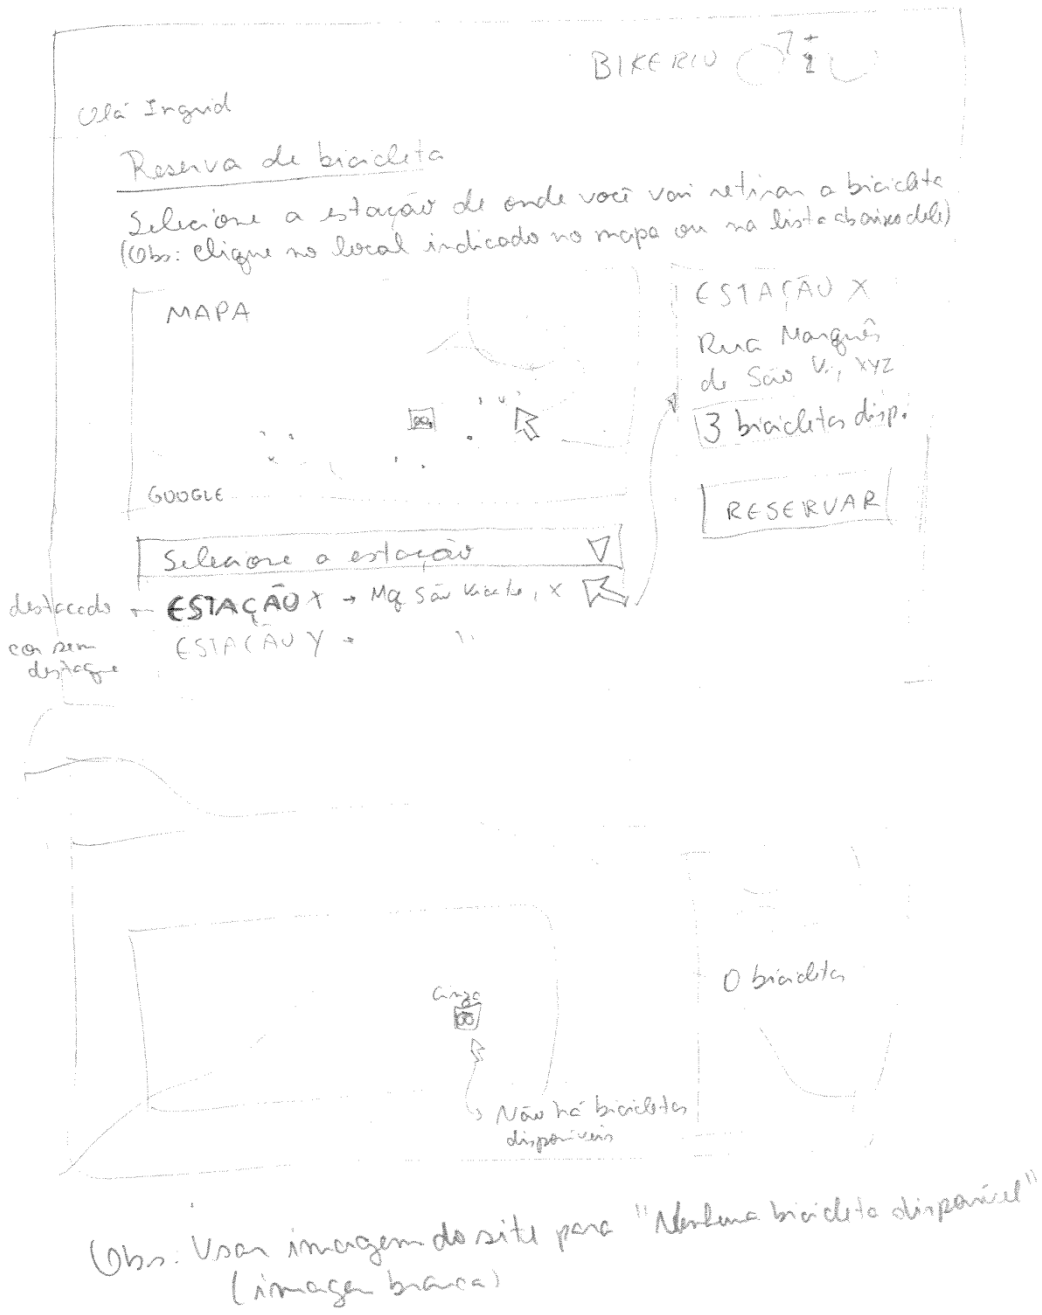 BIKERIO
Olá Ingrid
Reserva de bicicleta
Selecione a estação de onde você vai retirar a bicicleta
(Obs: Clique no local indicado no mapa ou na lista abaixo dele)
MAPA
GOOGLE
ESTAÇÃO X
Rua Marquês
de São V., XYZ
3 bicicletas disp.
RESERVAR
Selecione a estação
destacado ← ESTAÇÃO X → Mq São Vicente, X
cor sem
destaque
ESTAÇÃO Y → "
0 bicicletas
Cinza
Não há bicicletas
disponíveis
Obs: Usar imagem do site para "Nenhuma bicicleta disponível"
(imagem branca)